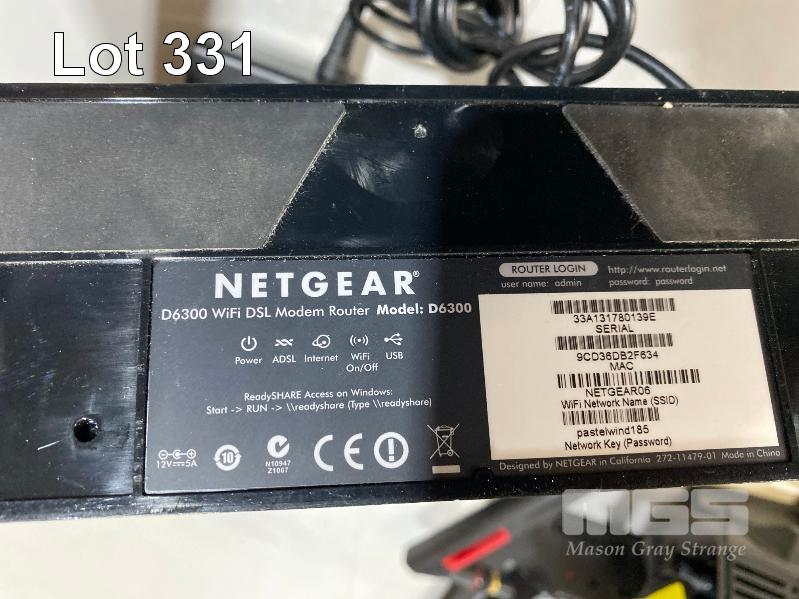 Lot 331
NETGEAR®
D6300 WiFi DSL Modem Router Model: D6300
Power ADSL Internet WiFi On/Off USB
ReadySHARE Access on Windows:
Start -> RUN -> \\readyshare (Type \\readyshare)
12V 5A
10
N10947
Z1067
CE
ROUTER LOGIN http://www.routerlogin.net
user name: admin password: password
33A131780139E
SERIAL
9CD36DB2F634
MAC
NETGEAR06
WiFi Network Name (SSID)
pastelwind185
Network Key (Password)
Designed by NETGEAR in California 272-11479-01 Made in China
MGS
Mason Gray Strange